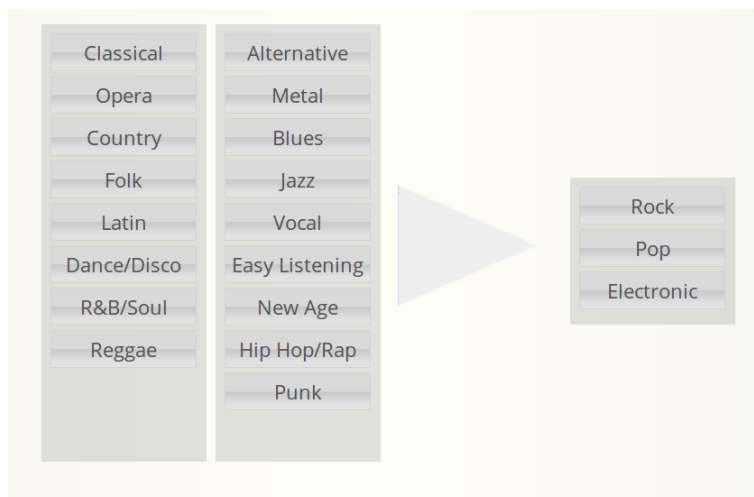 Classical
Opera
Country
Folk
Latin
Dance/Disco
R&B/Soul
Reggae
Alternative
Metal
Blues
Jazz
Vocal
Easy Listening
New Age
Hip Hop/Rap
Punk
Rock
Pop
Electronic